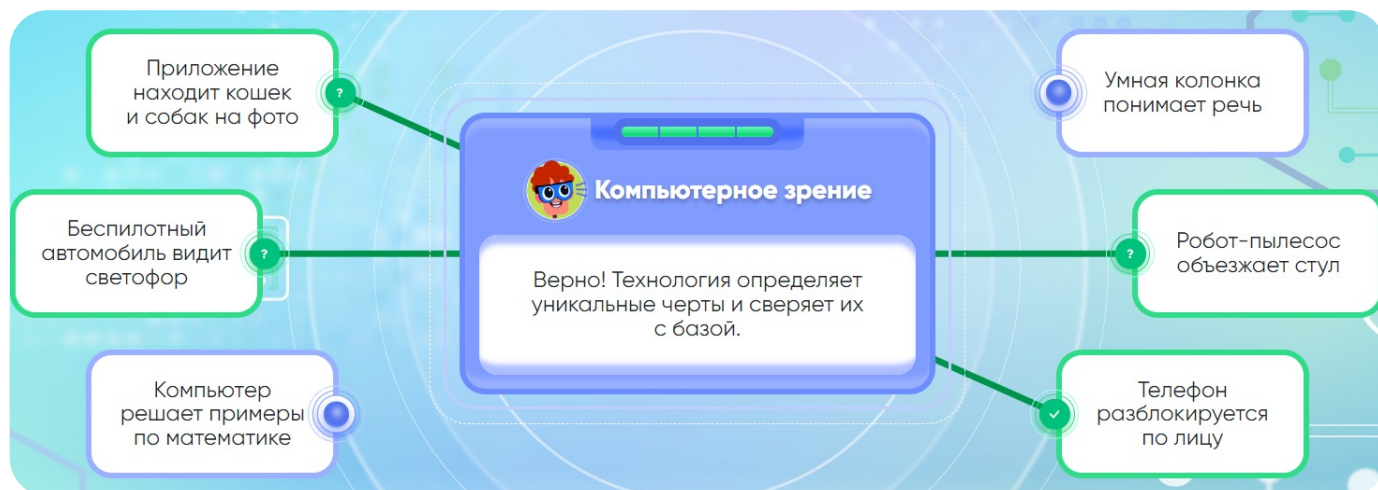 Приложение
находит кошек
и собак на фото
?
Беспилотный
автомобиль видит
светофор
?
Компьютер
решает примеры
по математике
Компьютерное зрение
Верно! Технология определяет
уникальные черты и сверяет их
с базой.
Умная колонка
понимает речь
?
Робот-пылесос
объезжает стул
Телефон
разблокируется
по лицу